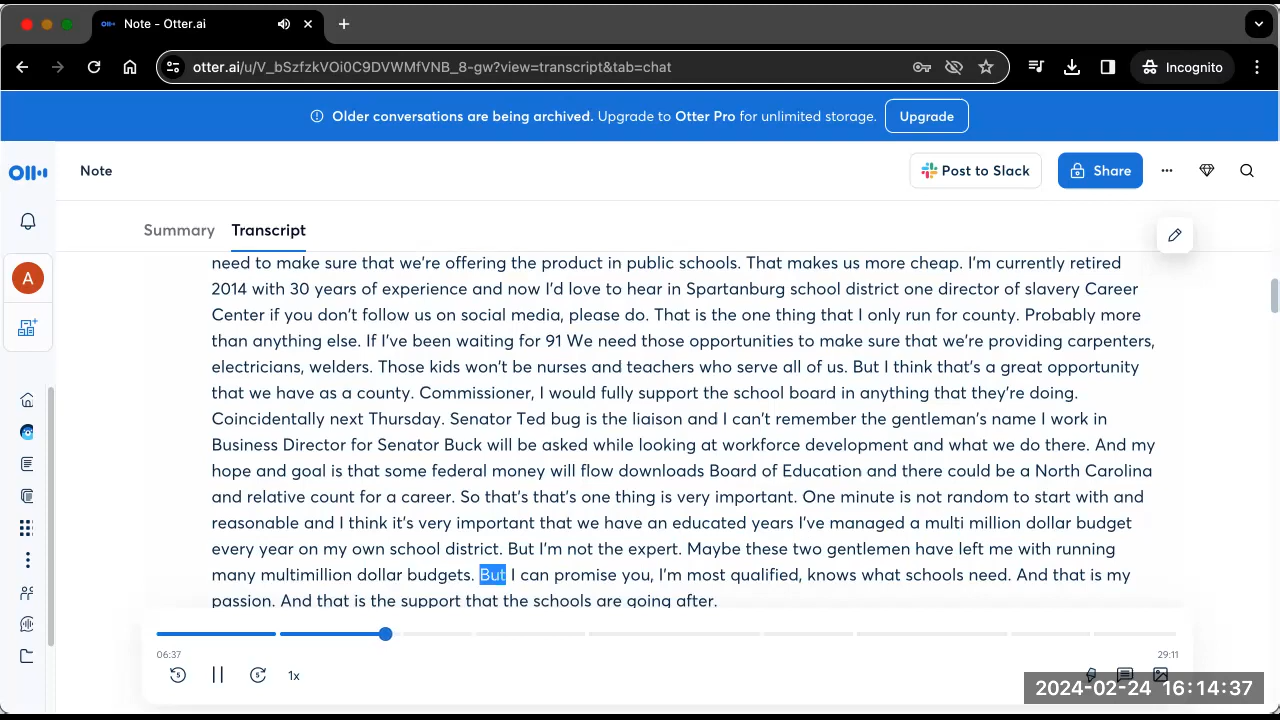 Note - Otter.ai
otter.ai/u/V_bSzfzkVOi0C9DVWMfVNB_8-gw?view=transcript&tab=chat
Incognito
Older conversations are being archived. Upgrade to Otter Pro for unlimited storage.
Upgrade
Note
Post to Slack
Share
Summary
Transcript
A
need to make sure that we're offering the product in public schools. That makes us more cheap. I'm currently retired
2014 with 30 years of experience and now I'd love to hear in Spartanburg school district one director of slavery Career
Center if you don't follow us on social media, please do. That is the one thing that I only run for county. Probably more
than anything else. If I've been waiting for 91 We need those opportunities to make sure that we're providing carpenters,
electricians, welders. Those kids won't be nurses and teachers who serve all of us. But I think that's a great opportunity
that we have as a county. Commissioner, I would fully support the school board in anything that they're doing.
Coincidentally next Thursday. Senator Ted bug is the liaison and I can't remember the gentleman's name I work in
Business Director for Senator Buck will be asked while looking at workforce development and what we do there. And my
hope and goal is that some federal money will flow downloads Board of Education and there could be a North Carolina
and relative count for a career. So that's that's one thing is very important. One minute is not random to start with and
reasonable and I think it's very important that we have an educated years I've managed a multi million dollar budget
every year on my own school district. But I'm not the expert. Maybe these two gentlemen have left me with running
many multimillion dollar budgets. But I can promise you, I'm most qualified, knows what schools need. And that is my
passion. And that is the support that the schools are going after.
06:37
29:11
5
5
1x
2024-02-24 16:14:37